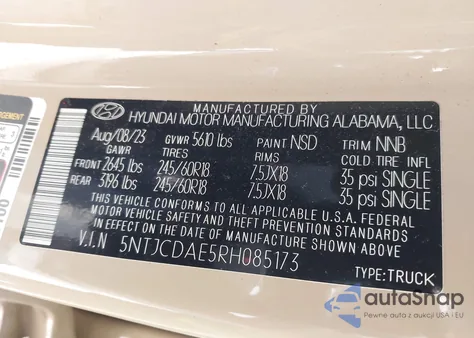 MANUFACTURED BY
HYUNDAI MOTOR MANUFACTURING ALABAMA, LLC
Aug/08/23 GVWR 5610 lbs PAINT NSD TRIM NNB
GAWR TIRES RIMS COLD TIRE INFL
FRONT 2645 lbs 245/60R18 7.5JX18 35 psi SINGLE
REAR 3196 lbs 245/60R18 7.5JX18 35 psi SINGLE
THIS VEHICLE CONFORMS TO ALL APPLICABLE U.S.A. FEDERAL
MOTOR VEHICLE SAFETY STANDARDS IN EFFECT ON THE
DATE OF MANUFACTURE SHOWN ABOVE.
V.I.N 5NTJCDAE5RH085173
TYPE:TRUCK
autoSnap
Pewne auta z aukcji USA i EU